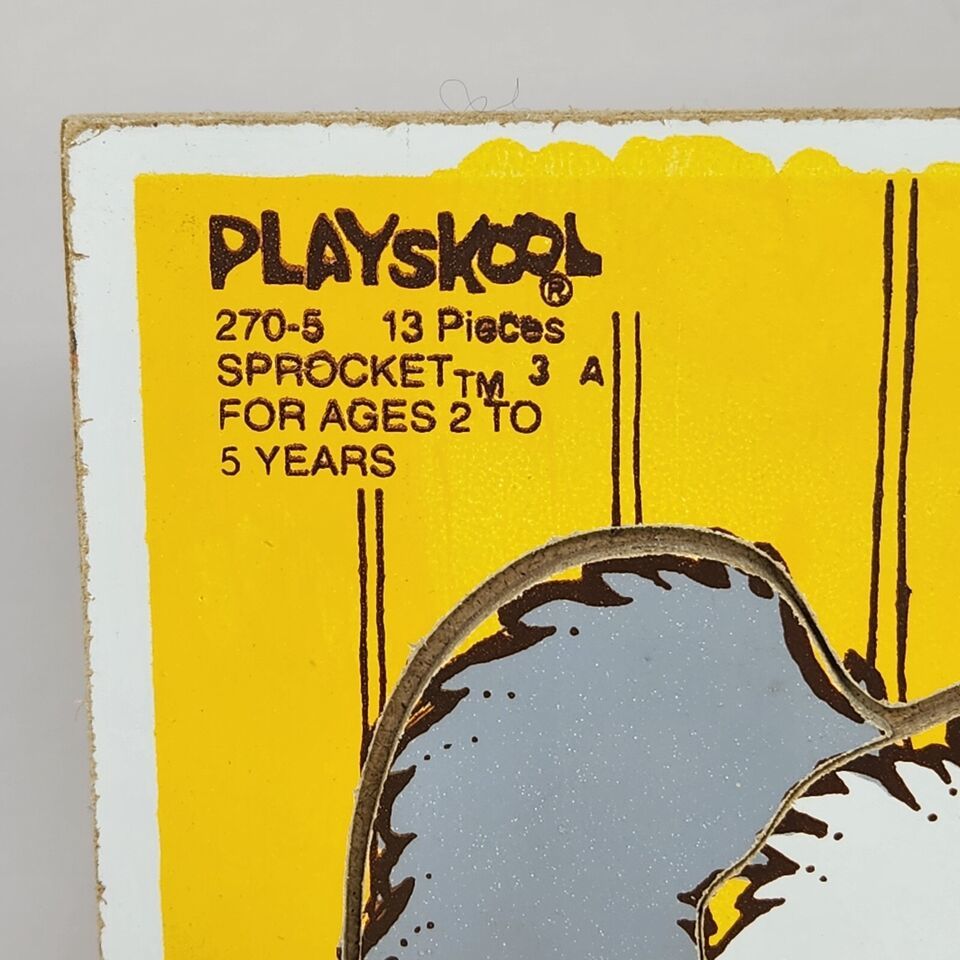 PLAYSKOOL®
270-5 13 Pieces
SPROCKET™ 3 A
FOR AGES 2 TO
5 YEARS